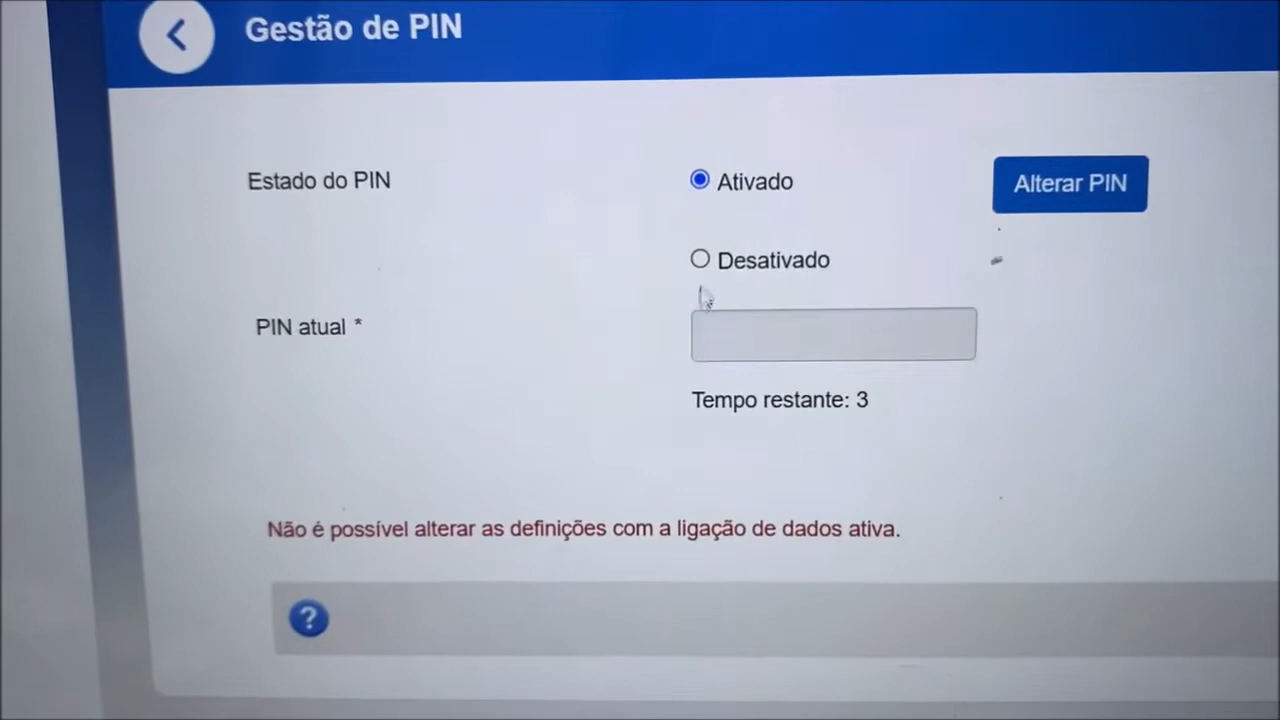 Gestão de PIN
Estado do PIN
Ativado
Alterar PIN
Desativado
PIN atual *
Tempo restante: 3
Não é possível alterar as definições com a ligação de dados ativa.
?